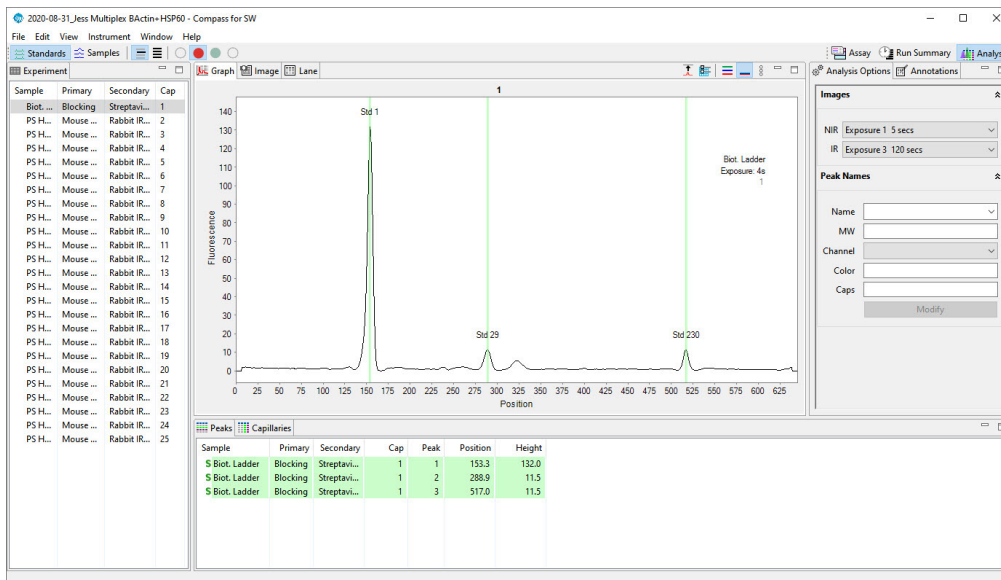 2020-08-31_Jess Multiplex BActin+HSP60 - Compass for SW
File Edit View Instrument Window Help
Standards Samples Assay Run Summary Analys
Experiment
Sample Primary Secondary Cap
Biot. ... Blocking Streptavi... 1
PS H... Mouse ... Rabbit IR... 2
PS H... Mouse ... Rabbit IR... 3
PS H... Mouse ... Rabbit IR... 4
PS H... Mouse ... Rabbit IR... 5
PS H... Mouse ... Rabbit IR... 6
PS H... Mouse ... Rabbit IR... 7
PS H... Mouse ... Rabbit IR... 8
PS H... Mouse ... Rabbit IR... 9
PS H... Mouse ... Rabbit IR... 10
PS H... Mouse ... Rabbit IR... 11
PS H... Mouse ... Rabbit IR... 12
PS H... Mouse ... Rabbit IR... 13
PS H... Mouse ... Rabbit IR... 14
PS H... Mouse ... Rabbit IR... 15
PS H... Mouse ... Rabbit IR... 16
PS H... Mouse ... Rabbit IR... 17
PS H... Mouse ... Rabbit IR... 18
PS H... Mouse ... Rabbit IR... 19
PS H... Mouse ... Rabbit IR... 20
PS H... Mouse ... Rabbit IR... 21
PS H... Mouse ... Rabbit IR... 22
PS H... Mouse ... Rabbit IR... 23
PS H... Mouse ... Rabbit IR... 24
PS H... Mouse ... Rabbit IR... 25
Graph Image Lane
1
Fluorescence
140
130
120
110
100
90
80
70
60
50
40
30
20
10
0
Std 1
Std 29
Std 230
Biot. Ladder
Exposure: 4s
1
0 25 50 75 100 125 150 175 200 225 250 275 300 325 350 375 400 425 450 475 500 525 550 575 600 625
Position
Peaks Capillaries
Sample Primary Secondary Cap Peak Position Height
S Biot. Ladder Blocking Streptavi... 1 1 153.3 132.0
S Biot. Ladder Blocking Streptavi... 1 2 288.9 11.5
S Biot. Ladder Blocking Streptavi... 1 3 517.0 11.5
Analysis Options Annotations
Images
NIR Exposure 1 5 secs
IR Exposure 3 120 secs
Peak Names
Name
MW
Channel
Color
Caps
Modify